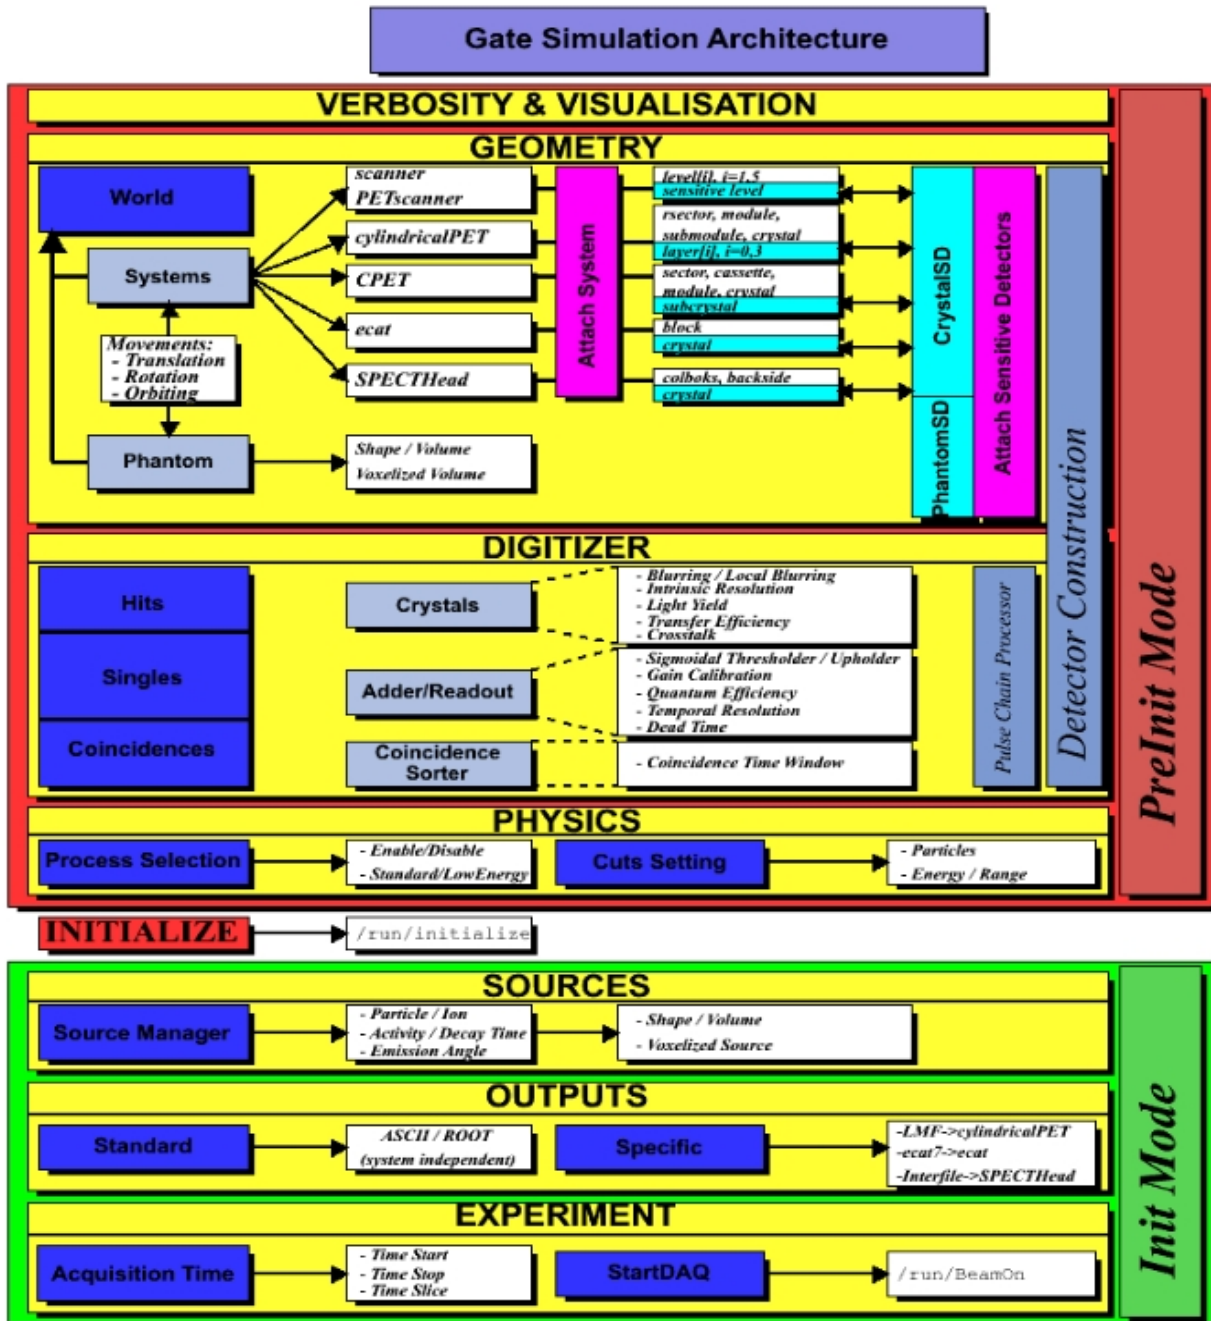 Gate Simulation Architecture
VERBOSITY & VISUALISATION
GEOMETRY
World
Systems
Movements:
- Translation
- Rotation
- Orbiting
Phantom
scanner
PETscanner
cylindricalPET
CPET
ecat
SPECTHead
Shape / Volume
Voxelized Volume
Attach System
level[i], i=1,5
sensitive level
rsector, module,
submodule, crystal
layer[i], i=0,3
sector, cassette,
module, crystal
subcrystal
block
crystal
colboks, backside
crystal
CrystalSD
PhantomSD
Attach Sensitive Detectors
Detector Construction
PreInit Mode
DIGITIZER
Hits
Singles
Coincidences
Crystals
Adder/Readout
Coincidence
Sorter
- Blurring / Local Blurring
- Intrinsic Resolution
- Light Yield
- Transfer Efficiency
- Crosstalk
- Sigmoidal Thresholder / Upholder
- Gain Calibration
- Quantum Efficiency
- Temporal Resolution
- Dead Time
- Coincidence Time Window
Pulse Chain Processor
PHYSICS
Process Selection
- Enable/Disable
- Standard/LowEnergy
Cuts Setting
- Particles
- Energy / Range
INITIALIZE
/run/initialize
SOURCES
Source Manager
- Particle / Ion
- Activity / Decay Time
- Emission Angle
- Shape / Volume
- Voxelized Source
Init Mode
OUTPUTS
Standard
ASCII / ROOT
(system independent)
Specific
-LMF->cylindricalPET
-ecat7->ecat
-Interfile->SPECTHead
EXPERIMENT
Acquisition Time
- Time Start
- Time Stop
- Time Slice
StartDAQ
/run/BeamOn